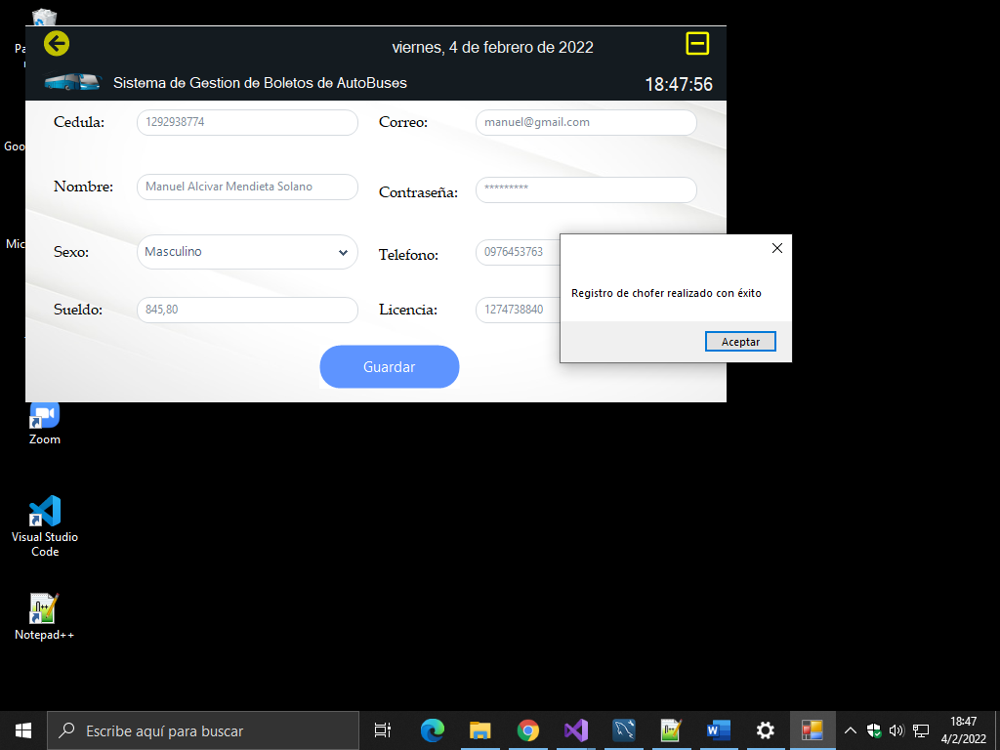 viernes, 4 de febrero de 2022
Sistema de Gestion de Boletos de AutoBuses
18:47:56
Cedula:
1292938774
Correo:
manuel@gmail.com
Nombre:
Manuel Alcivar Mendieta Solano
Contraseña:
*********
Sexo:
Masculino
Telefono:
0976453763
Sueldo:
845,80
Licencia:
1274738840
Guardar
Registro de chofer realizado con éxito
Aceptar
Pa
Goo
Mic
Zoom
Visual Studio
Code
Notepad++
Escribe aquí para buscar
18:47
4/2/2022